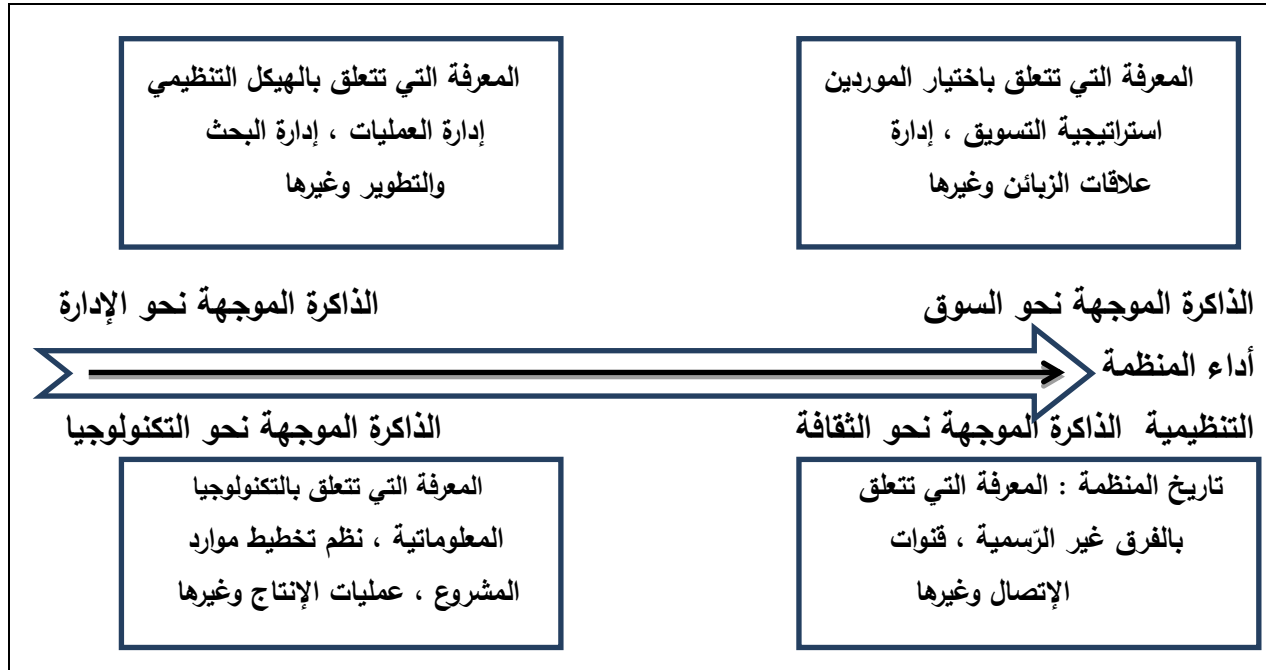 المعرفة التي تتعلق باختيار الموردين
استراتيجية التسويق ، إدارة
علاقات الزبائن وغيرها
المعرفة التي تتعلق بالهيكل التنظيمي
إدارة العمليات ، إدارة البحث
والتطوير وغيرها
الذاكرة الموجهة نحو السوق
الذاكرة الموجهة نحو الإدارة
أداء المنظمة
التنظيمية الذاكرة الموجهة نحو الثقافة
الذاكرة الموجهة نحو التكنولوجيا
تاريخ المنظمة : المعرفة التي تتعلق
بالفرق غير الرّسمية ، قنوات
الإتصال وغيرها
المعرفة التي تتعلق بالتكنولوجيا
المعلوماتية ، نظم تخطيط موارد
المشروع ، عمليات الإنتاج وغيرها